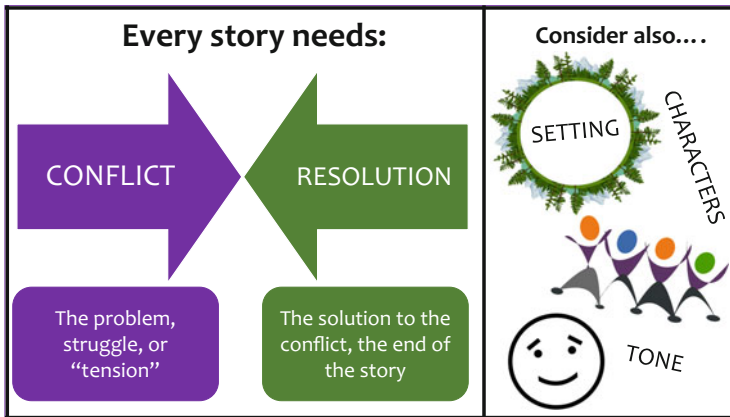 Every story needs:
CONFLICT
RESOLUTION
The problem,
struggle, or
“tension”
The solution to the
conflict, the end of
the story
Consider also....
SETTING
CHARACTERS
TONE